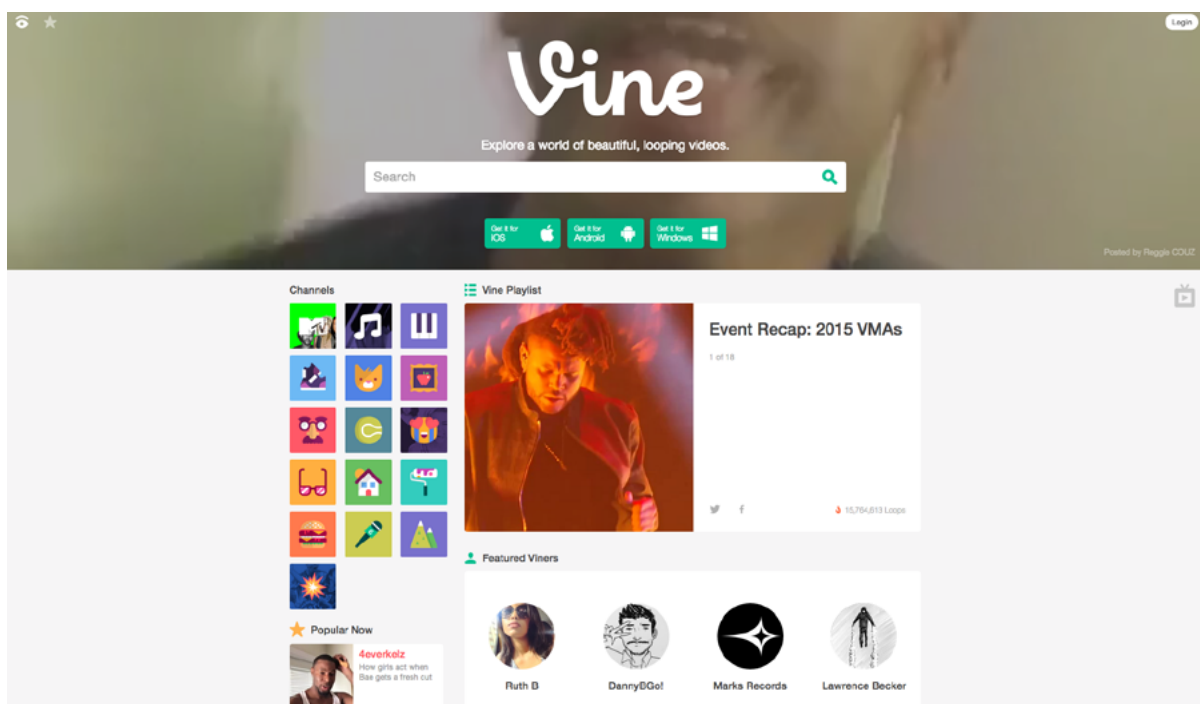 Login
Vine
Explore a world of beautiful, looping videos.
Search
Get it for
iOS
Get it for
Android
Get it for
Windows
Posted by Reggie COUZ
Channels
Vine Playlist
Event Recap: 2015 VMAs
1 of 18
15,764,613 Loops
Featured Viners
Popular Now
4everkelz
How girls act when
Bae gets a fresh cut
Ruth B
DannyBGo!
Marks Records
Lawrence Becker